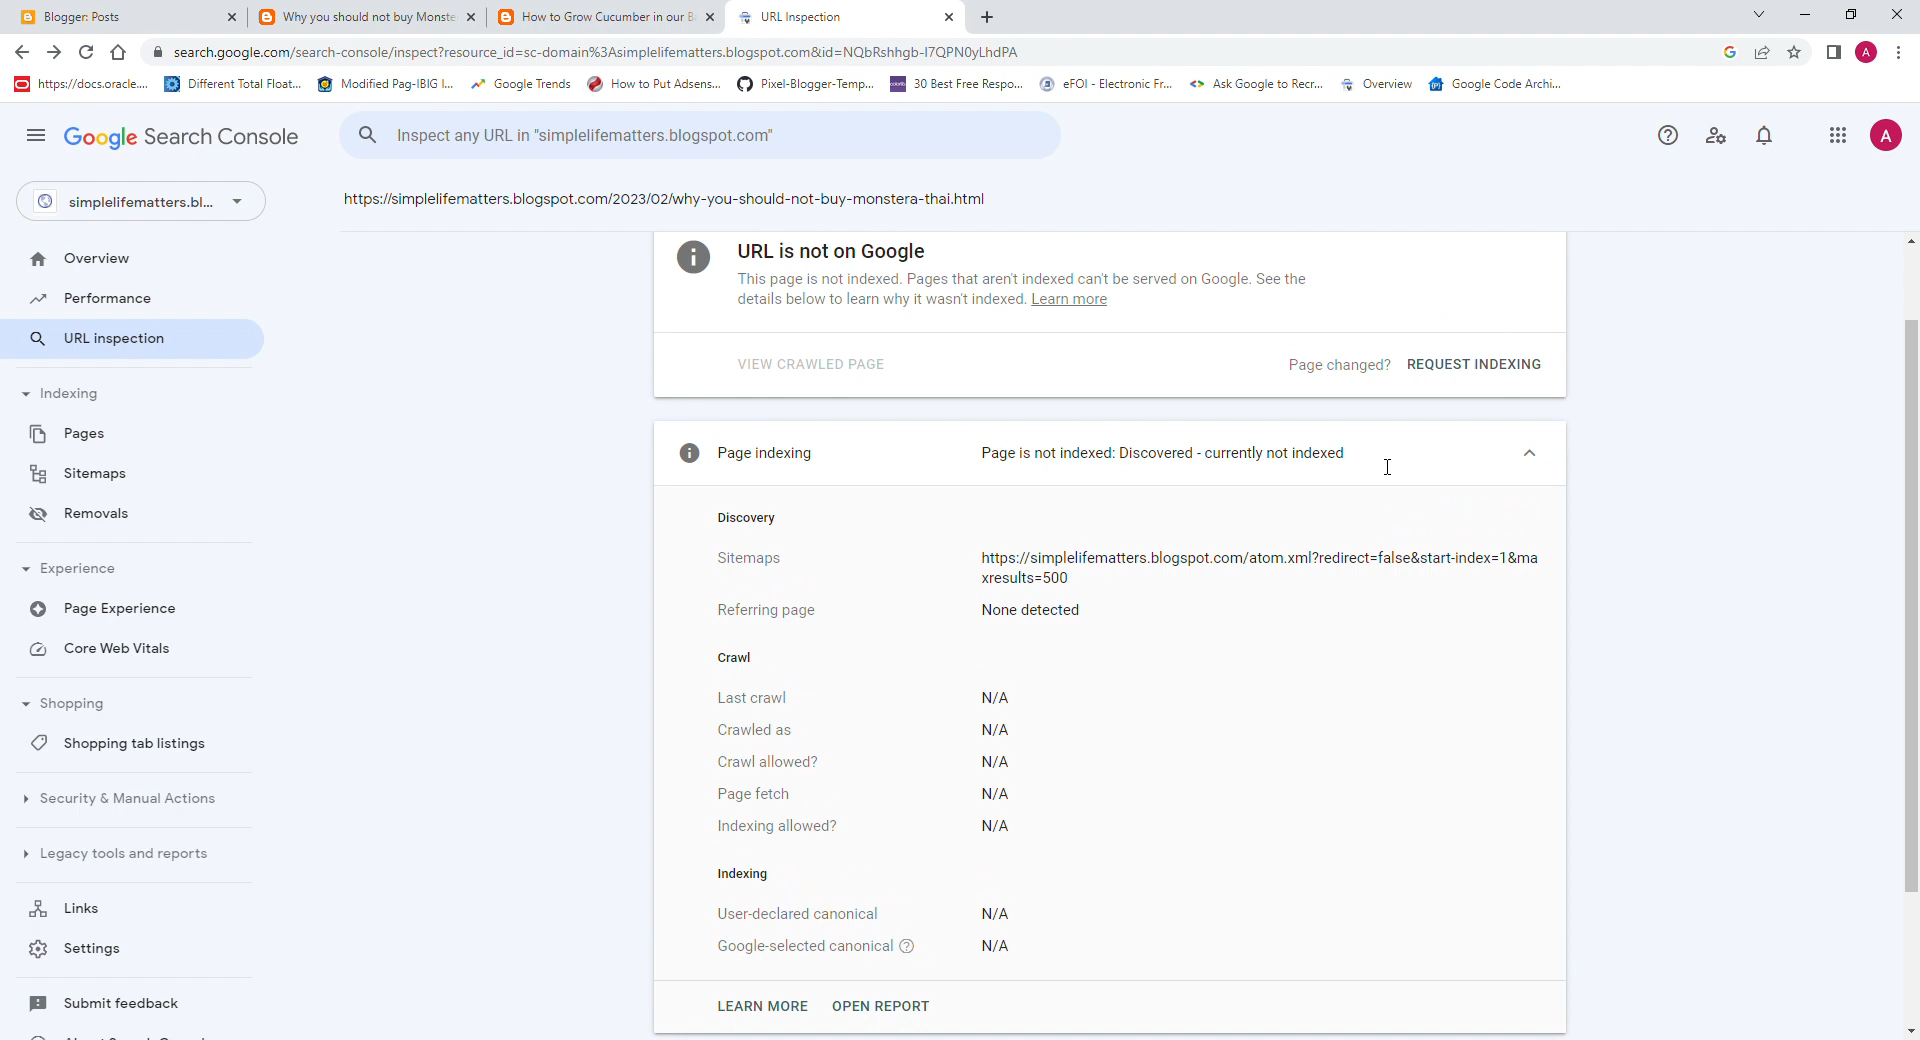 Blogger: Posts
Why you should not buy Monste
How to Grow Cucumber in our B
URL Inspection
search.google.com/search-console/inspect?resource_id=sc-domain%3Asimplelifematters.blogspot.com&id=NQbRshhgb-I7QPN0yLhdPA
A
https://docs.oracle....
Different Total Float...
Modified Pag-IBIG l...
Google Trends
How to Put Adsens...
Pixel-Blogger-Temp...
30 Best Free Respo...
eFOI - Electronic Fr...
Ask Google to Recr...
Overview
Google Code Archi...
Google Search Console
Inspect any URL in "simplelifematters.blogspot.com"
A
simplelifematters.bl...
https://simplelifematters.blogspot.com/2023/02/why-you-should-not-buy-monstera-thai.html
Overview
Performance
URL inspection
Indexing
Pages
Sitemaps
Removals
Experience
Page Experience
Core Web Vitals
Shopping
Shopping tab listings
Security & Manual Actions
Legacy tools and reports
Links
Settings
Submit feedback
URL is not on Google
This page is not indexed. Pages that aren't indexed can't be served on Google. See the
details below to learn why it wasn't indexed. Learn more
VIEW CRAWLED PAGE
Page changed? REQUEST INDEXING
Page indexing
Page is not indexed: Discovered - currently not indexed
Discovery
Sitemaps
https://simplelifematters.blogspot.com/atom.xml?redirect=false&start-index=1&ma
xresults=500
Referring page
None detected
Crawl
Last crawl
N/A
Crawled as
N/A
Crawl allowed?
N/A
Page fetch
N/A
Indexing allowed?
N/A
Indexing
User-declared canonical
N/A
Google-selected canonical
N/A
LEARN MORE
OPEN REPORT